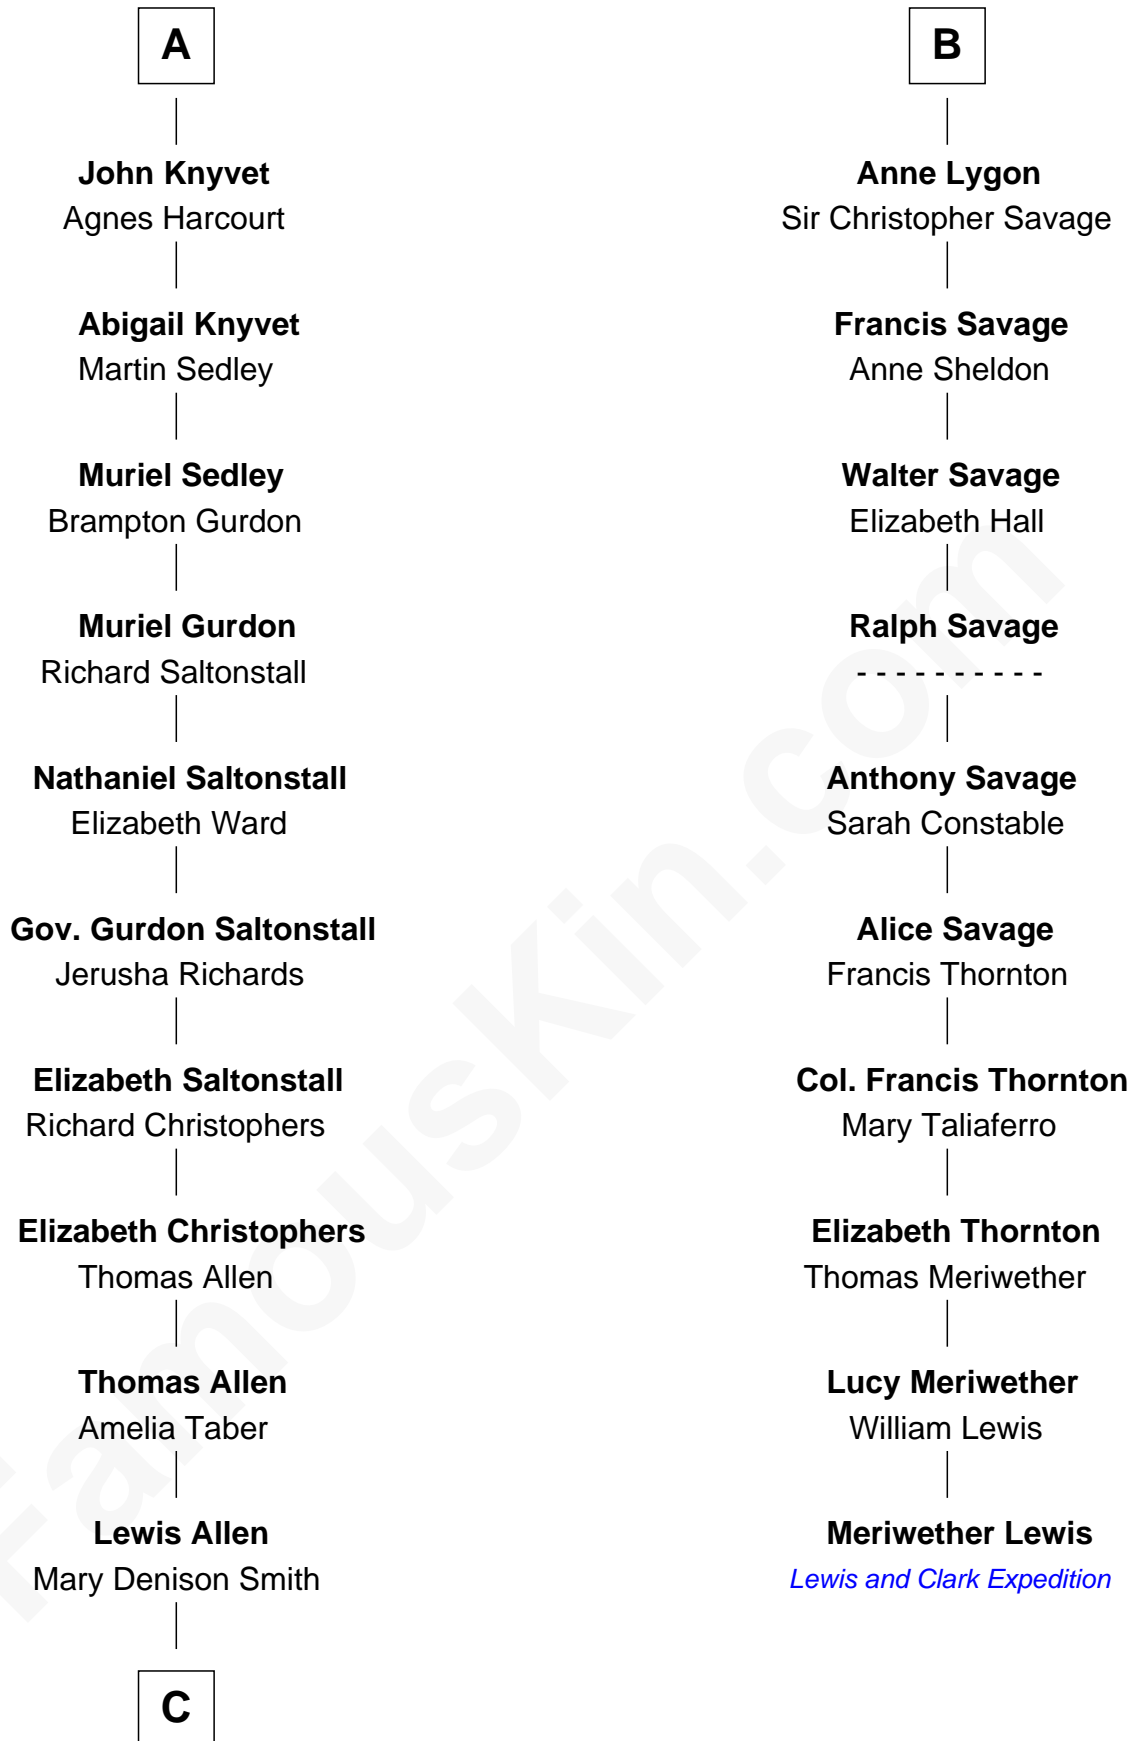 A
John Knyvet
Agnes Harcourt
Abigail Knyvet
Martin Sedley
Muriel Sedley
Brampton Gurdon
Muriel Gurdon
Richard Saltonstall
Nathaniel Saltonstall
Elizabeth Ward
Gov. Gurdon Saltonstall
Jerusha Richards
Elizabeth Saltonstall
Richard Christophers
Elizabeth Christophers
Thomas Allen
Thomas Allen
Amelia Taber
Lewis Allen
Mary Denison Smith
C
B
Anne Lygon
Sir Christopher Savage
Francis Savage
Anne Sheldon
Walter Savage
Elizabeth Hall
Ralph Savage
- - - - - - - - - -
Anthony Savage
Sarah Constable
Alice Savage
Francis Thornton
Col. Francis Thornton
Mary Taliaferro
Elizabeth Thornton
Thomas Meriwether
Lucy Meriwether
William Lewis
Meriwether Lewis
Lewis and Clark Expedition
FamousKin.com